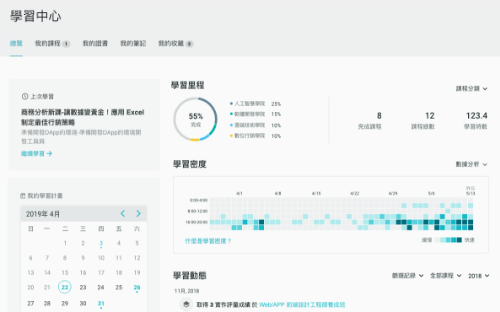 學習中心
總覽 我的課程 1 我的證書 我的筆記 我的收藏 8
上次學習
商務分析新課-讓數據變黃金！應用 Excel
制定最佳行銷策略
準備開發DApp的環境-準備開發DApp的環境開
發工具與
繼續學習 →
學習里程
課程分類
55%
完成
人工智慧學院 25%
軟體開發學院 15%
雲端技術學院 10%
數位行銷學院 10%
8
完成課程
12
課程總數
123.4
學習時數
學習密度
數據分析
4/1 4/8 4/15 4/22 4/29 5/6 5/13
0:00-4:00
8:00-12:00
16:00-20:00
什麼是學習密度？
緩慢 快速
我的學習計畫
2019年 4月
日 一 二 三 四 五 六
1 2 3 4 5
6 7 8 9 10 11 12
13 14 15 16 17 18 19
20 21 22 23 24 25 26
27 28 29 30 31
學習動態
觀看記錄 全部課程 2018
11月, 2018
取得 3 實作評量成績 於 Web/APP 前端設計工程師養成班